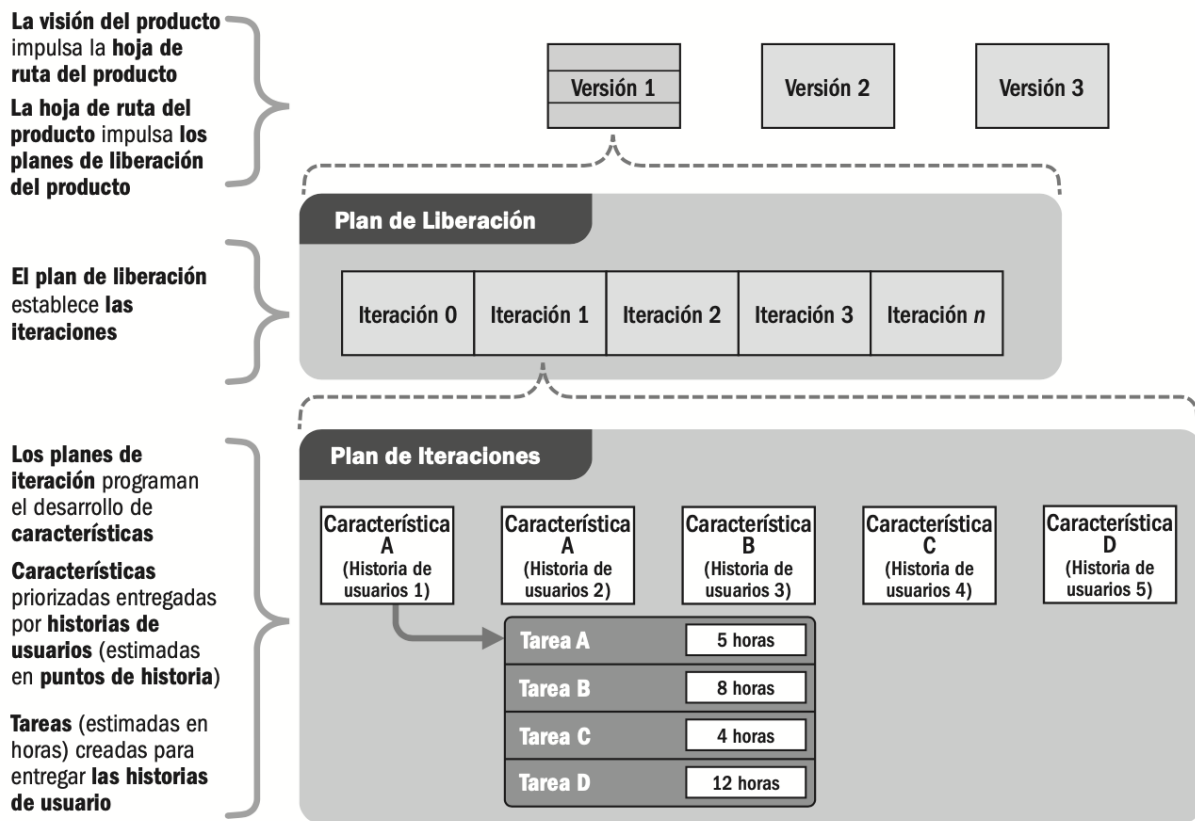 La visión del producto
impulsa la hoja de
ruta del producto
La hoja de ruta del
producto impulsa los
planes de liberación
del producto
Versión 1
Versión 2
Versión 3
Plan de Liberación
El plan de liberación
establece las
iteraciones
Iteración 0
Iteración 1
Iteración 2
Iteración 3
Iteración n
Plan de Iteraciones
Los planes de
iteración programan
el desarrollo de
características
Características
priorizadas entregadas
por historias de
usuarios (estimadas
en puntos de historia)
Tareas (estimadas en
horas) creadas para
entregar las historias
de usuario
Característica
A
(Historia de
usuarios 1)
Característica
A
(Historia de
usuarios 2)
Característica
B
(Historia de
usuarios 3)
Característica
C
(Historia de
usuarios 4)
Característica
D
(Historia de
usuarios 5)
Tarea A
5 horas
Tarea B
8 horas
Tarea C
4 horas
Tarea D
12 horas